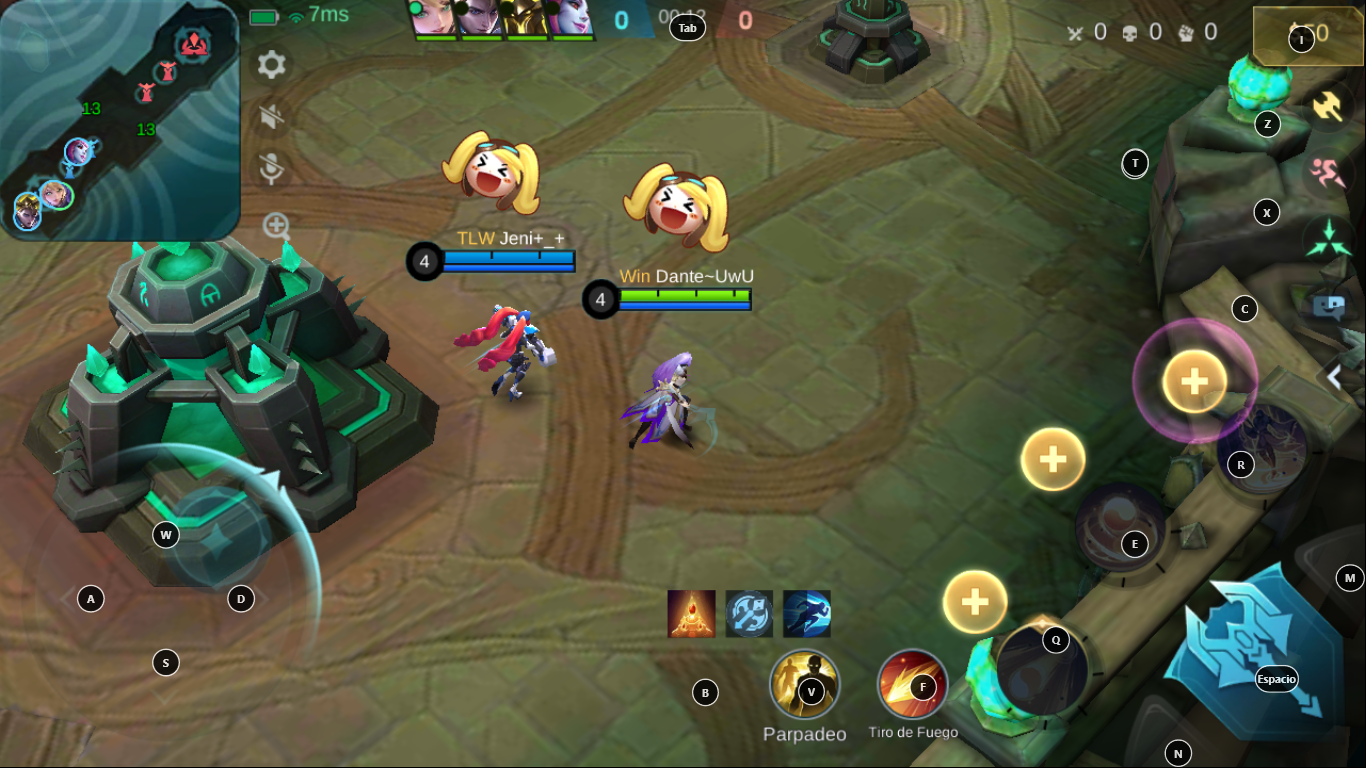 7ms
0
Tab
0
0
0
0
13
13
T
Z
X
C
TLW Jeni+_+
4
Win Dante~UwU
4
R
E
W
A
D
S
M
Q
B
V
F
Espacio
Parpadeo
Tiro de Fuego
N